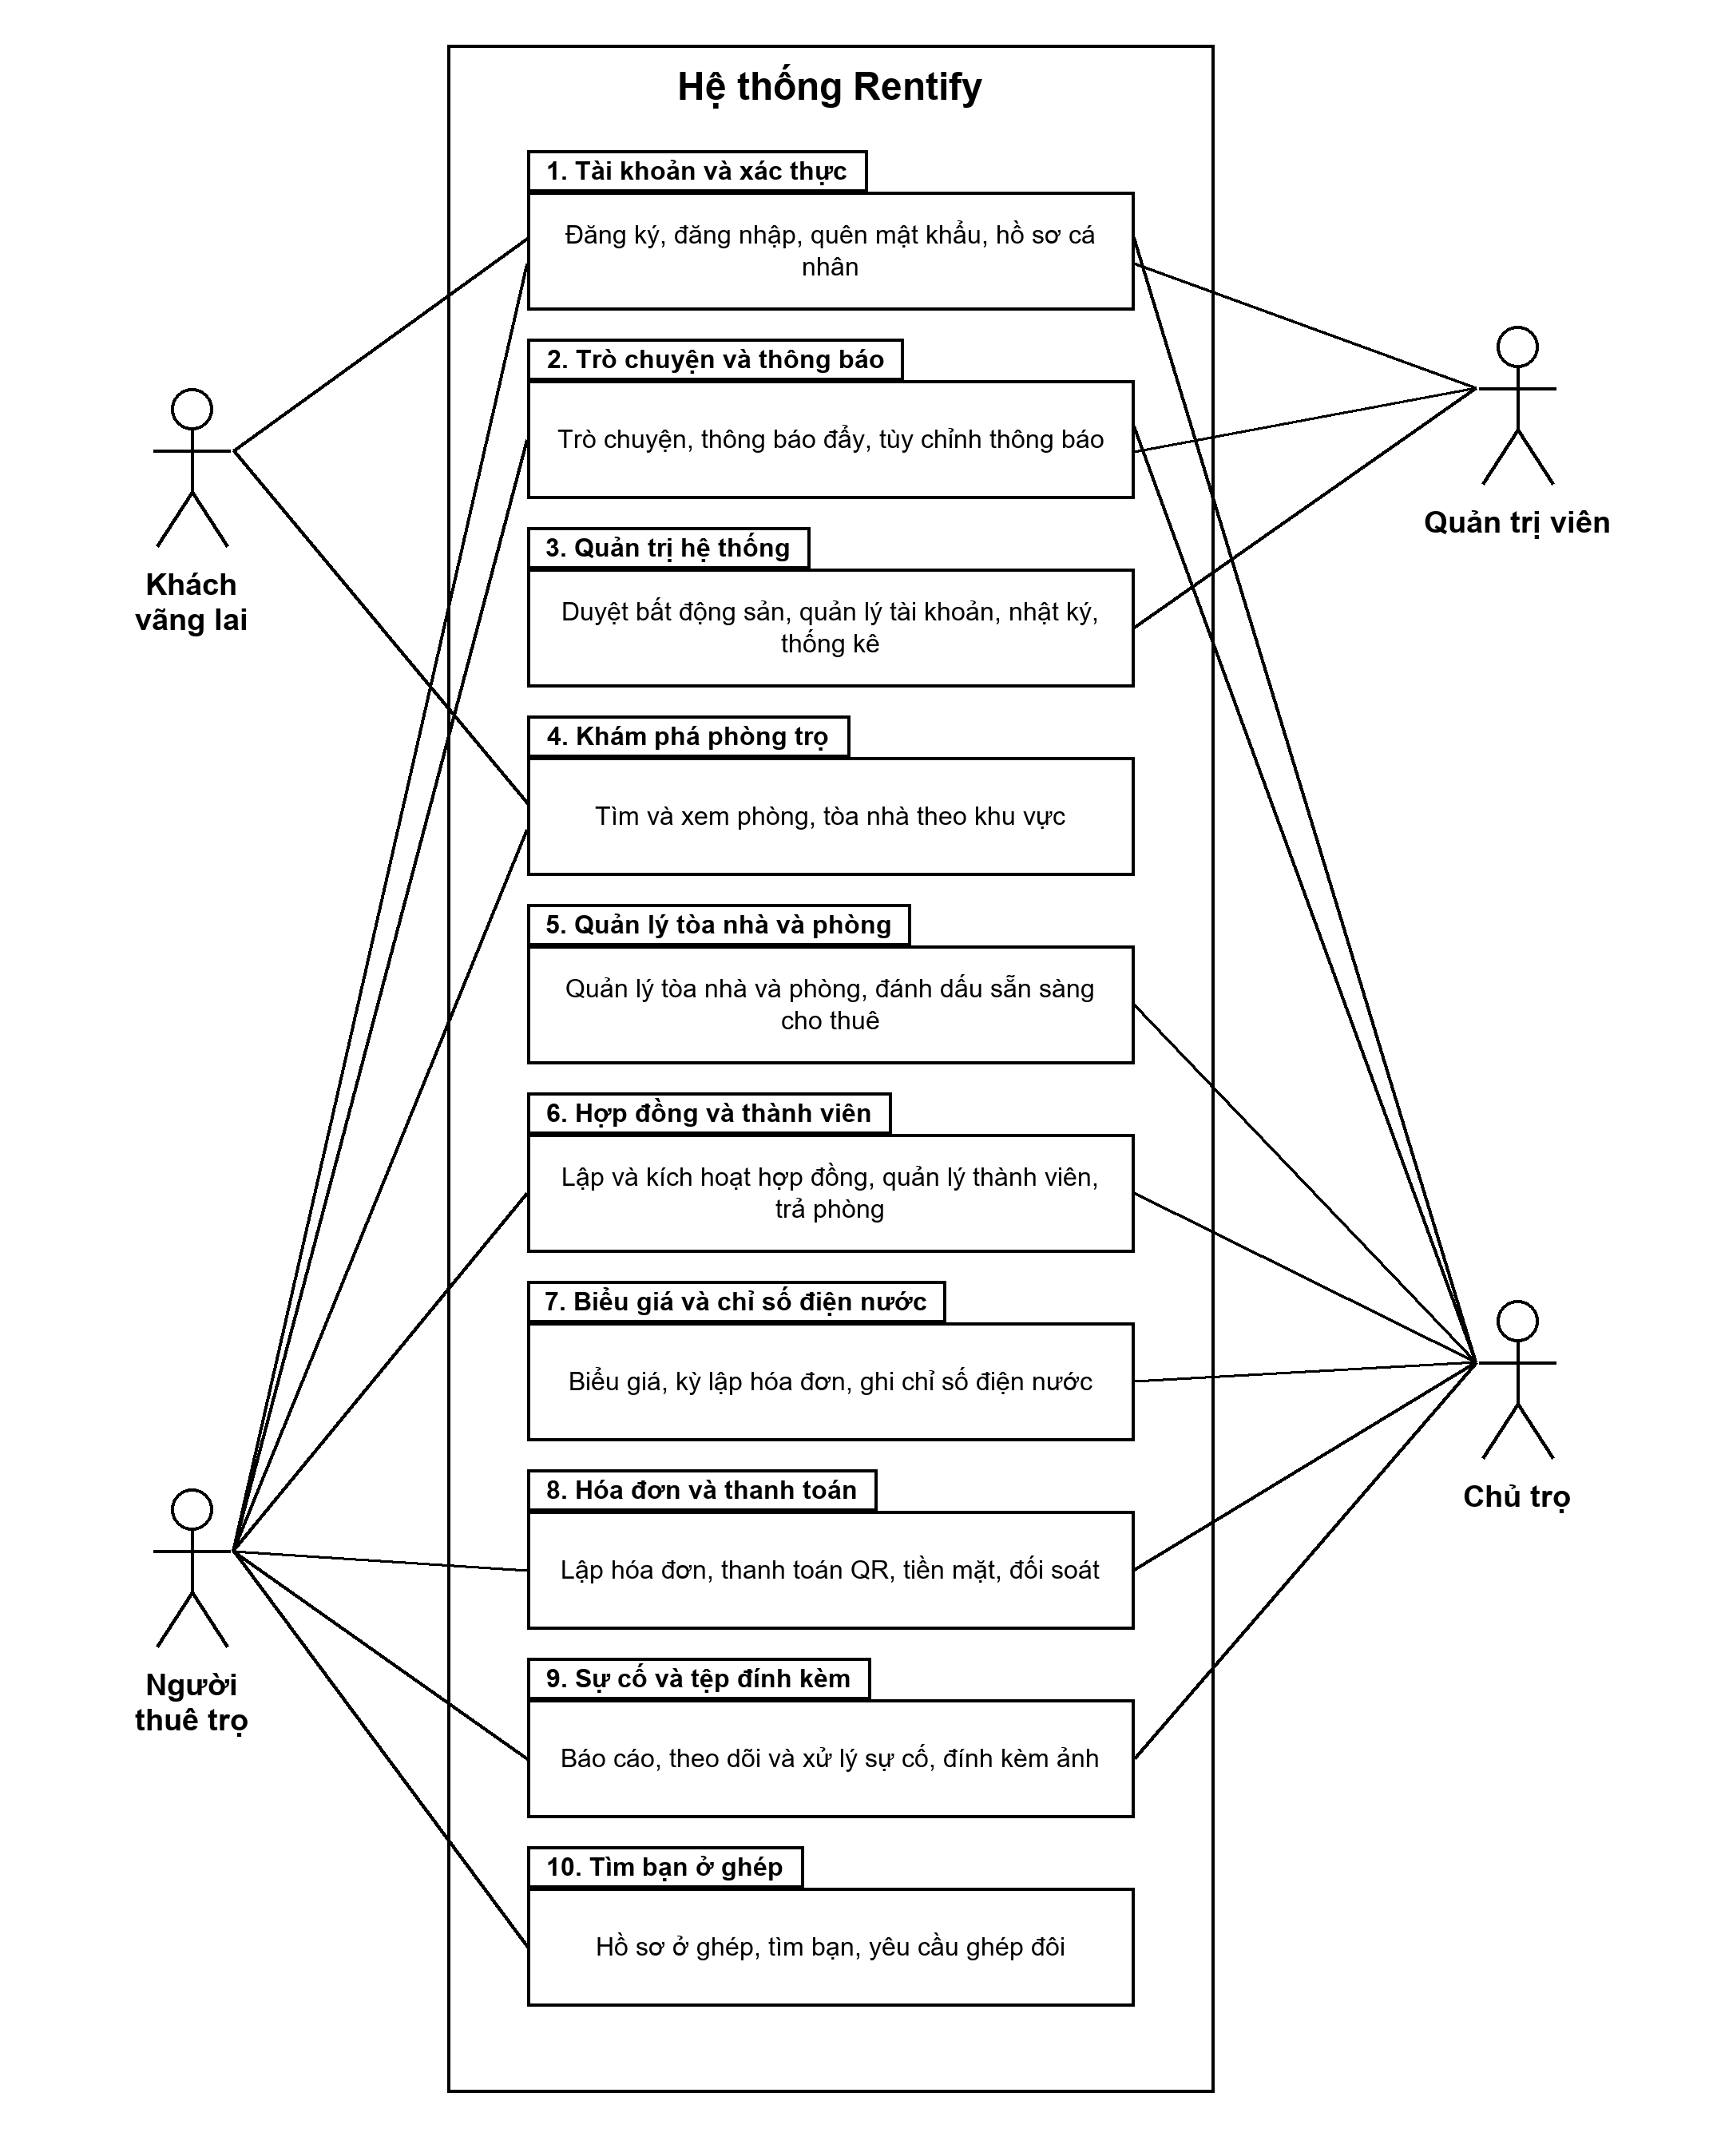 Hệ thống Rentify
1. Tài khoản và xác thực
Đăng ký, đăng nhập, quên mật khẩu, hồ sơ cá
nhân
2. Trò chuyện và thông báo
Trò chuyện, thông báo đẩy, tùy chỉnh thông báo
3. Quản trị hệ thống
Duyệt bất động sản, quản lý tài khoản, nhật ký,
thống kê
4. Khám phá phòng trọ
Tìm và xem phòng, tòa nhà theo khu vực
5. Quản lý tòa nhà và phòng
Quản lý tòa nhà và phòng, đánh dấu sẵn sàng
cho thuê
6. Hợp đồng và thành viên
Lập và kích hoạt hợp đồng, quản lý thành viên,
trả phòng
7. Biểu giá và chỉ số điện nước
Biểu giá, kỳ lập hóa đơn, ghi chỉ số điện nước
8. Hóa đơn và thanh toán
Lập hóa đơn, thanh toán QR, tiền mặt, đối soát
9. Sự cố và tệp đính kèm
Báo cáo, theo dõi và xử lý sự cố, đính kèm ảnh
10. Tìm bạn ở ghép
Hồ sơ ở ghép, tìm bạn, yêu cầu ghép đôi
Khách
vãng lai
Người
thuê trọ
Quản trị viên
Chủ trọ